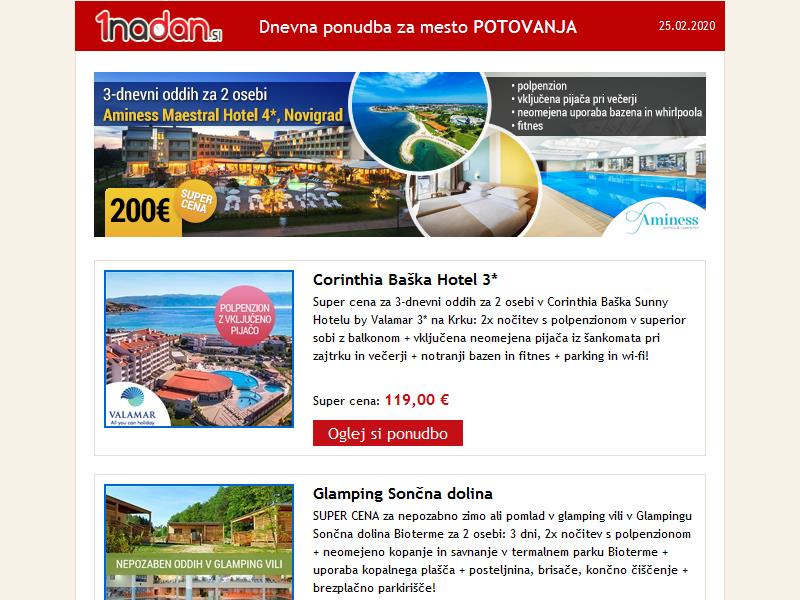 1nadan.si
Dnevna ponudba za mesto POTOVANJA
25.02.2020
3-dnevni oddih za 2 osebi
Aminess Maestral Hotel 4*, Novigrad
• polpenzion
• vključena pijača pri večerji
• neomejena uporaba bazena in whirlpoola
• fitnes
200€
SUPER
CENA
Aminess
POLPENZION
Z VKLJUČENO
PIJAČO
VALAMAR
All you can holiday
Corinthia Baška Hotel 3*
Super cena za 3-dnevni oddih za 2 osebi v Corinthia Baška Sunny
Hotelu by Valamar 3* na Krku: 2x nočitev s polpenzionom v superior
sobi z balkonom + vključena neomejena pijača iz šankomata pri
zajtrku in večerji + notranji bazen in fitnes + parking in wi-fi!
Super cena: 119,00 €
Oglej si ponudbo
NEPOZABEN ODDIH V GLAMPING VILI
Glamping Sončna dolina
SUPER CENA za nepozabno zimo ali pomlad v glamping vili v Glampingu
Sončna dolina Bioterme za 2 osebi: 3 dni, 2x nočitev s polpenzionom
+ neomejeno kopanje in savnanje v termalnem parku Bioterme +
uporaba kopalnega plašča + posteljnina, brisače, končno čiščenje +
brezplačno parkirišče!